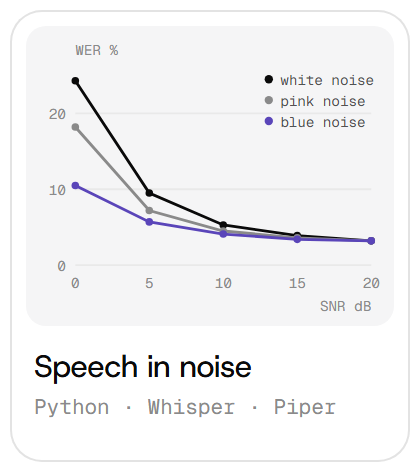 WER %
white noise
pink noise
blue noise
20
10
0
0 5 10 15 20
SNR dB
Speech in noise
Python · Whisper · Piper